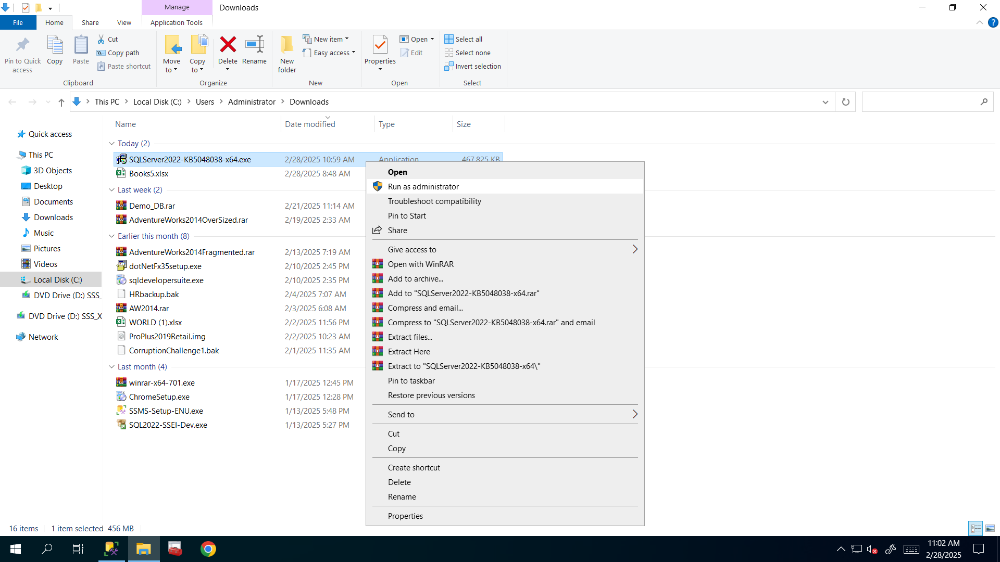 Manage
Downloads
File
Home
Share
View
Application Tools
Pin to Quick access
Copy
Paste
Cut
Copy path
Paste shortcut
Clipboard
Move to
Copy to
Delete
Rename
Organize
New folder
New item
Easy access
New
Properties
Open
Edit
Open
Select all
Select none
Invert selection
Select
This PC
Local Disk (C:)
Users
Administrator
Downloads
Quick access
This PC
3D Objects
Desktop
Documents
Downloads
Music
Pictures
Videos
Local Disk (C:)
DVD Drive (D:) SSS_
DVD Drive (D:) SSS_X
Network
Name Date modified Type Size
Today (2)
SQLServer2022-KB5048038-x64.exe 2/28/2025 10:59 AM Application 467,825 KB
Books5.xlsx 2/28/2025 8:48 AM
Last week (2)
Demo_DB.rar 2/21/2025 11:14 AM
AdventureWorks2014OverSized.rar 2/19/2025 2:33 AM
Earlier this month (8)
AdventureWorks2014Fragmented.rar 2/13/2025 7:19 AM
dotNetFx35setup.exe 2/10/2025 2:45 PM
sqldevelopersuite.exe 2/10/2025 2:35 PM
HRbackup.bak 2/4/2025 7:07 AM
AW2014.rar 2/3/2025 6:08 AM
WORLD (1).xlsx 2/2/2025 11:56 PM
ProPlus2019Retail.img 2/2/2025 10:23 AM
CorruptionChallenge1.bak 2/1/2025 11:35 AM
Last month (4)
winrar-x64-701.exe 1/17/2025 12:45 PM
ChromeSetup.exe 1/17/2025 12:28 PM
SSMS-Setup-ENU.exe 1/13/2025 5:48 PM
SQL2022-SSEI-Dev.exe 1/13/2025 5:27 PM
Open
Run as administrator
Troubleshoot compatibility
Pin to Start
Share
Give access to
Open with WinRAR
Add to archive...
Add to "SQLServer2022-KB5048038-x64.rar"
Compress and email...
Compress to "SQLServer2022-KB5048038-x64.rar" and email
Extract files...
Extract Here
Extract to "SQLServer2022-KB5048038-x64\"
Pin to taskbar
Restore previous versions
Send to
Cut
Copy
Create shortcut
Delete
Rename
Properties
16 items 1 item selected 456 MB
11:02 AM
2/28/2025